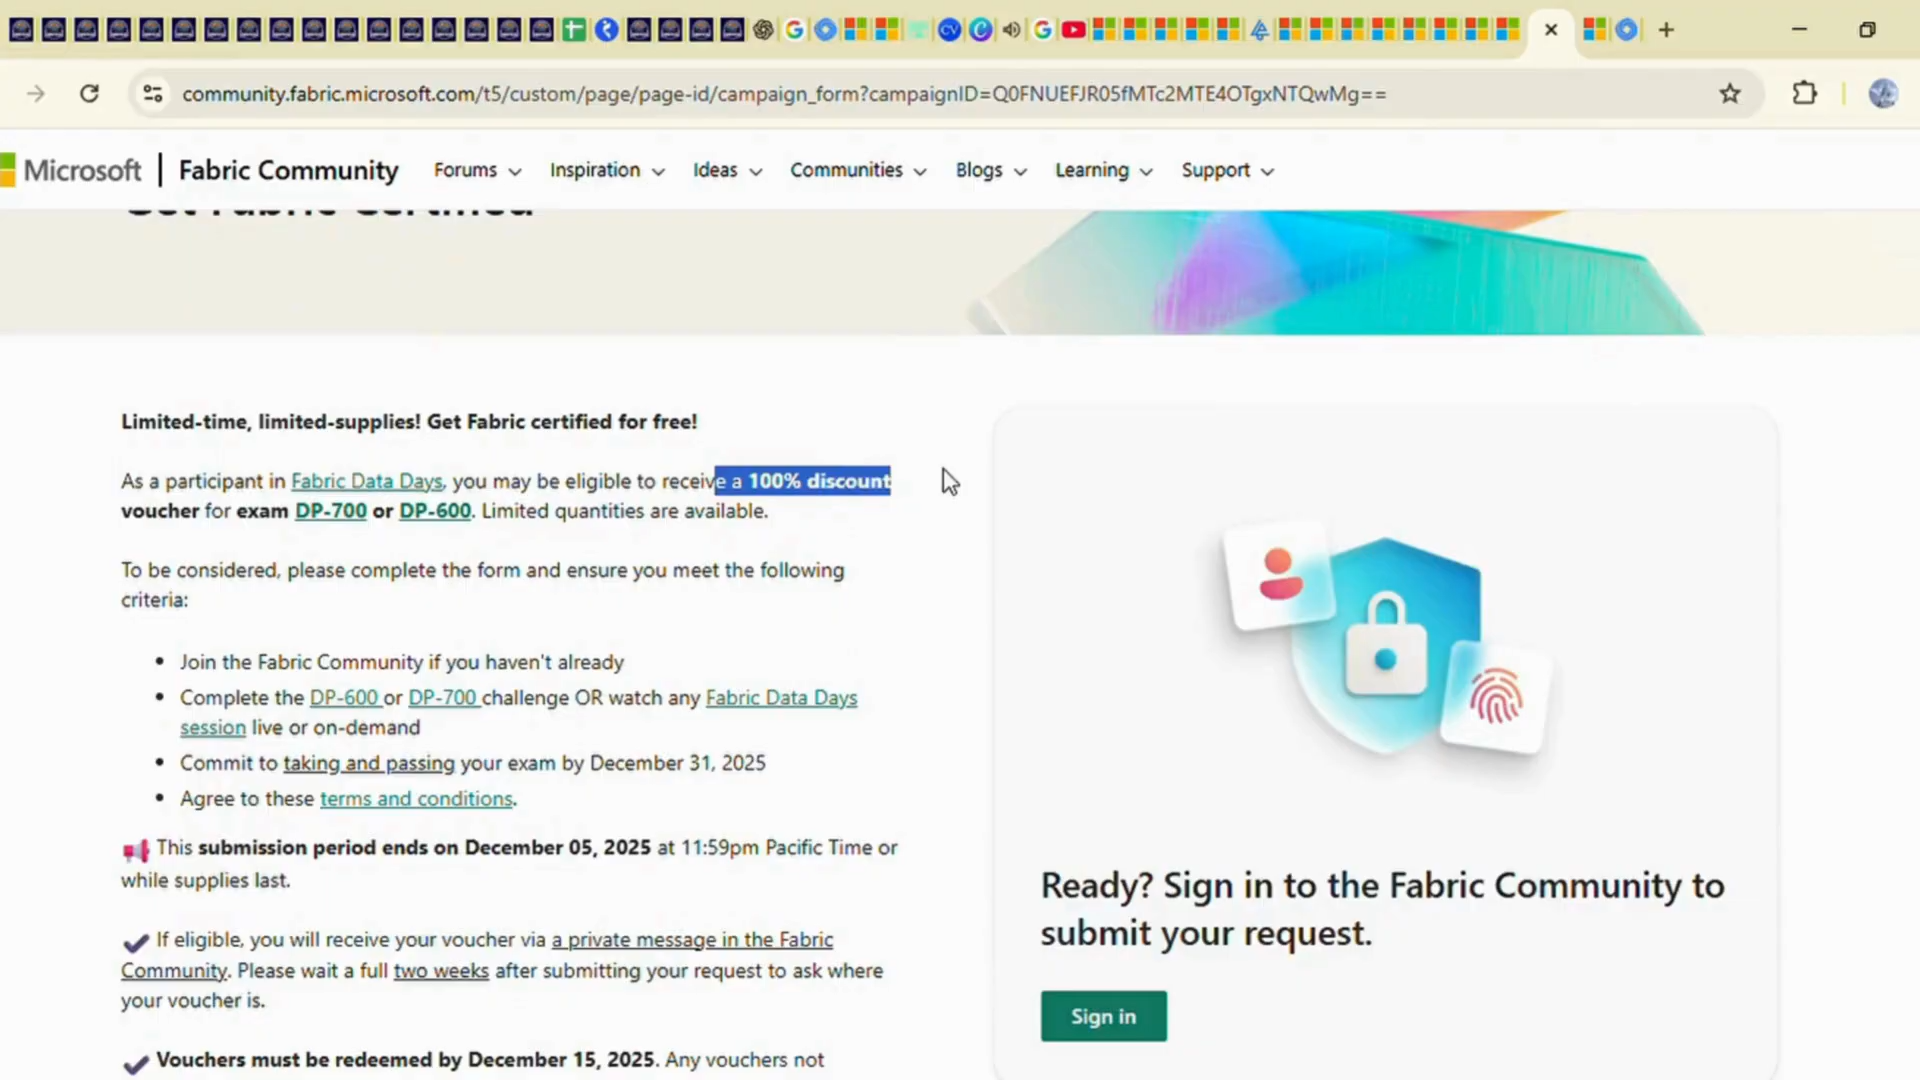 community.fabric.microsoft.com/t5/custom/page/page-id/campaign_form?campaignID=Q0FNUEFJR05fMTc2MTE4OTgxNTQwMg==
Microsoft | Fabric Community Forums Inspiration Ideas Communities Blogs Learning Support
Get Fabric Certified
Limited-time, limited-supplies! Get Fabric certified for free!
As a participant in Fabric Data Days, you may be eligible to receive a 100% discount
voucher for exam DP-700 or DP-600. Limited quantities are available.
To be considered, please complete the form and ensure you meet the following
criteria:
• Join the Fabric Community if you haven't already
• Complete the DP-600 or DP-700 challenge OR watch any Fabric Data Days
session live or on-demand
• Commit to taking and passing your exam by December 31, 2025
• Agree to these terms and conditions.
This submission period ends on December 05, 2025 at 11:59pm Pacific Time or
while supplies last.
If eligible, you will receive your voucher via a private message in the Fabric
Community. Please wait a full two weeks after submitting your request to ask where
your voucher is.
Vouchers must be redeemed by December 15, 2025. Any vouchers not
Ready? Sign in to the Fabric Community to
submit your request.
Sign in